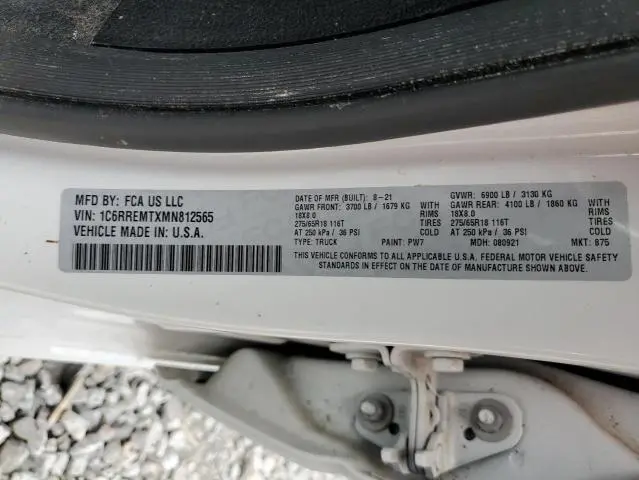 MFD BY: FCA US LLC
VIN: 1C6RREMTXMN812565
VEHICLE MADE IN: U.S.A.
DATE OF MFR (BUILT): 8-21 GVWR: 6900 LB / 3130 KG
GAWR FRONT: 3700 LB / 1679 KG WITH GAWR REAR: 4100 LB / 1860 KG WITH
18X8.0 RIMS 18X8.0 RIMS
275/65R18 116T TIRES 275/65R18 116T TIRES
AT 250 kPa / 36 PSI COLD AT 250 kPa / 36 PSI COLD
TYPE: TRUCK PAINT: PW7 MDH: 080921 MKT: 875
THIS VEHICLE CONFORMS TO ALL APPLICABLE U.S.A. FEDERAL MOTOR VEHICLE SAFETY
STANDARDS IN EFFECT ON THE DATE OF MANUFACTURE SHOWN ABOVE.